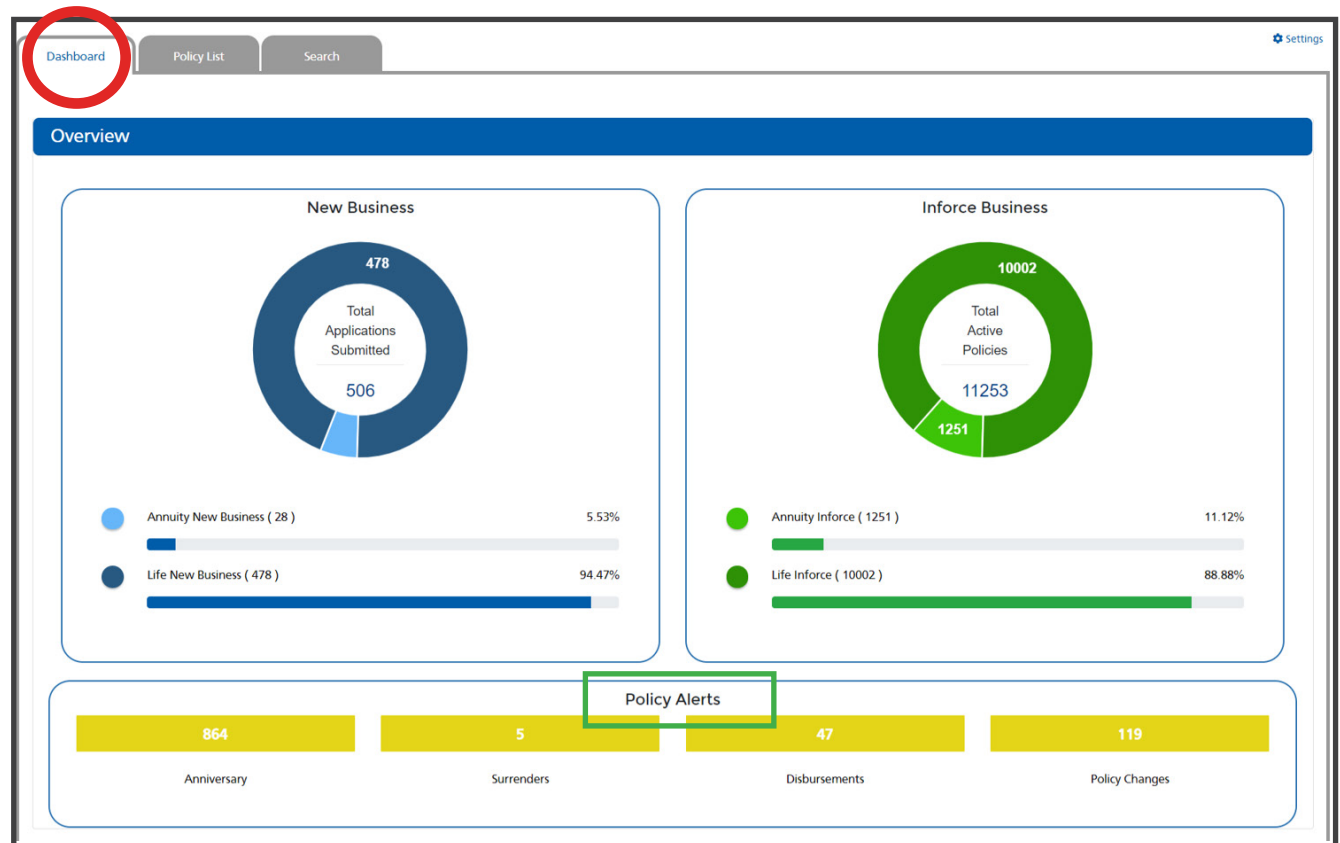 Dashboard
Policy List
Search
Settings
Overview
New Business
478
Total
Applications
Submitted
506
Annuity New Business ( 28 )
5.53%
Life New Business ( 478 )
94.47%
Inforce Business
10002
Total
Active
Policies
11253
1251
Annuity Inforce ( 1251 )
11.12%
Life Inforce ( 10002 )
88.88%
Policy Alerts
864
5
47
119
Anniversary
Surrenders
Disbursements
Policy Changes